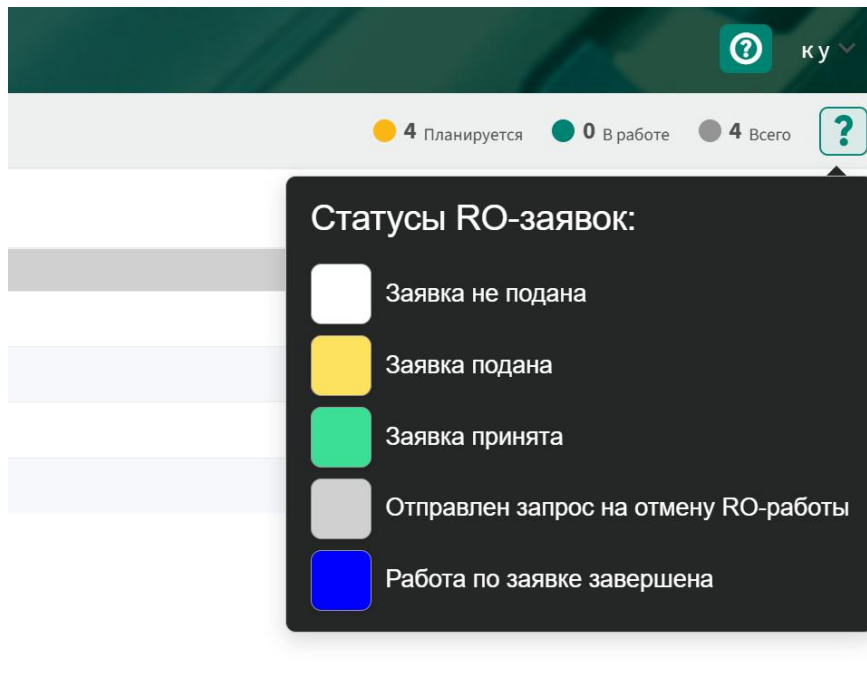 ? к у
4 Планируется 0 В работе 4 Всего ?
Статусы RO-заявок:
Заявка не подана
Заявка подана
Заявка принята
Отправлен запрос на отмену RO-работы
Работа по заявке завершена